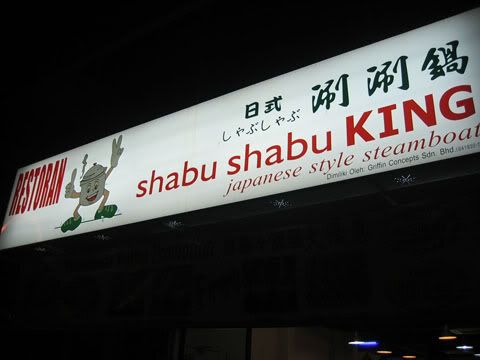 RESTORAN
日式 涮涮鍋
しゃぶしゃぶ
shabu shabu KING
japanese style steamboat
Dimiliki Oleh: Griffin Concepts Sdn. Bhd.